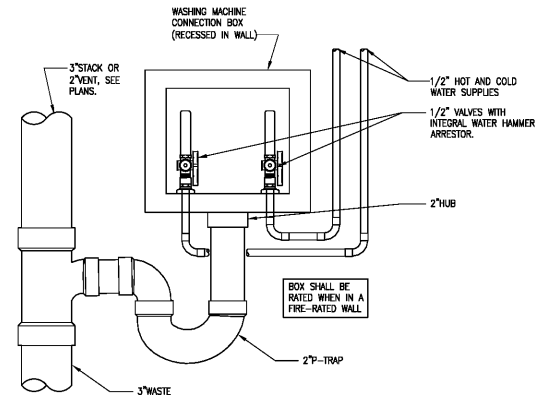 WASHING MACHINE
CONNECTION BOX
(RECESSED IN WALL)
3"STACK OR
2"VENT, SEE
PLANS.
1/2" HOT AND COLD
WATER SUPPLIES
1/2" VALVES WITH
INTEGRAL WATER HAMMER
ARRESTOR.
2"HUB
BOX SHALL BE
RATED WHEN IN A
FIRE-RATED WALL
2"P-TRAP
3"WASTE